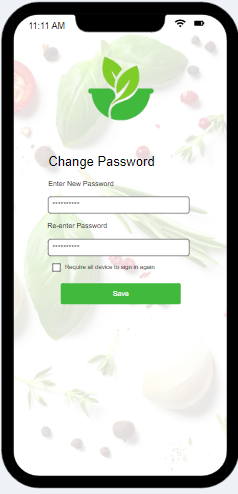 11:11 AM
Change Password
Enter New Password
**********
Re-enter Password
**********
Require all device to sign in again
Save